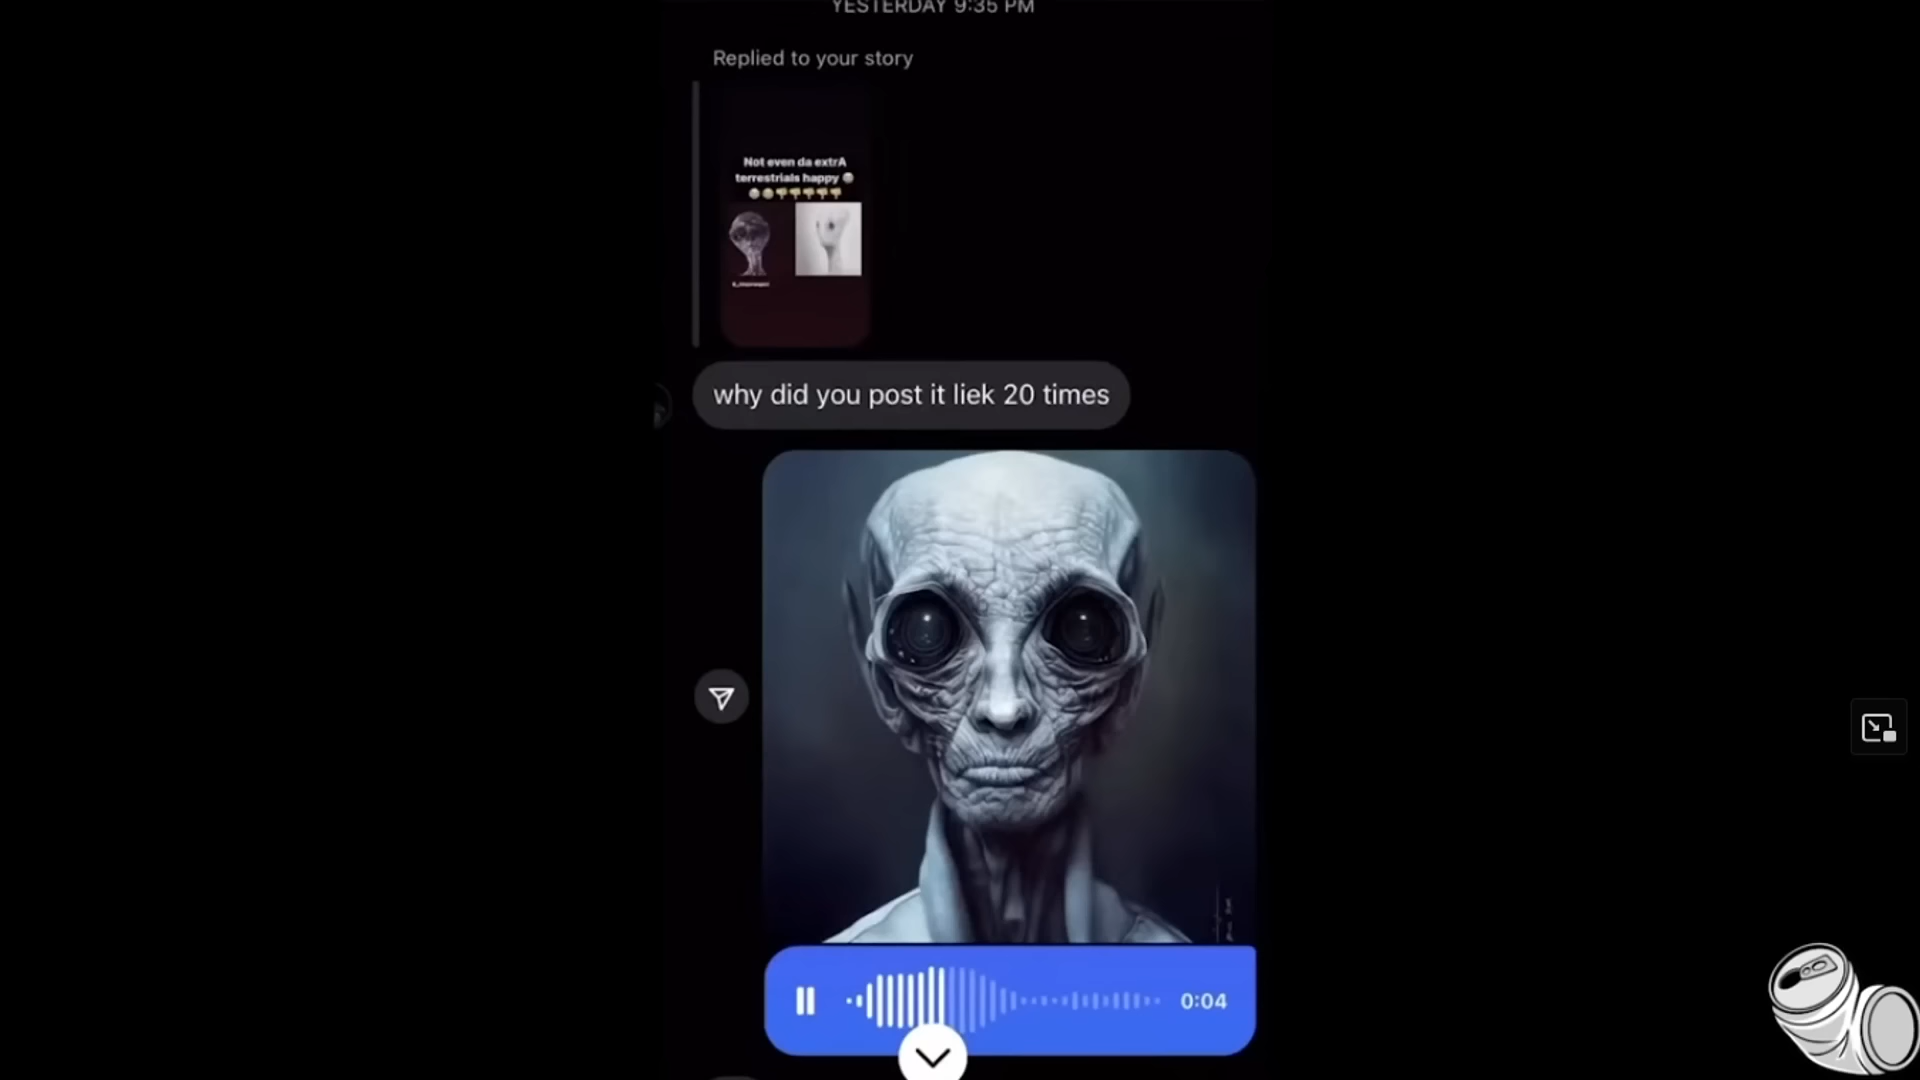 YESTERDAY 9:35 PM
Replied to your story
Not even da extrA
terrestrials happy
why did you post it liek 20 times
0:04